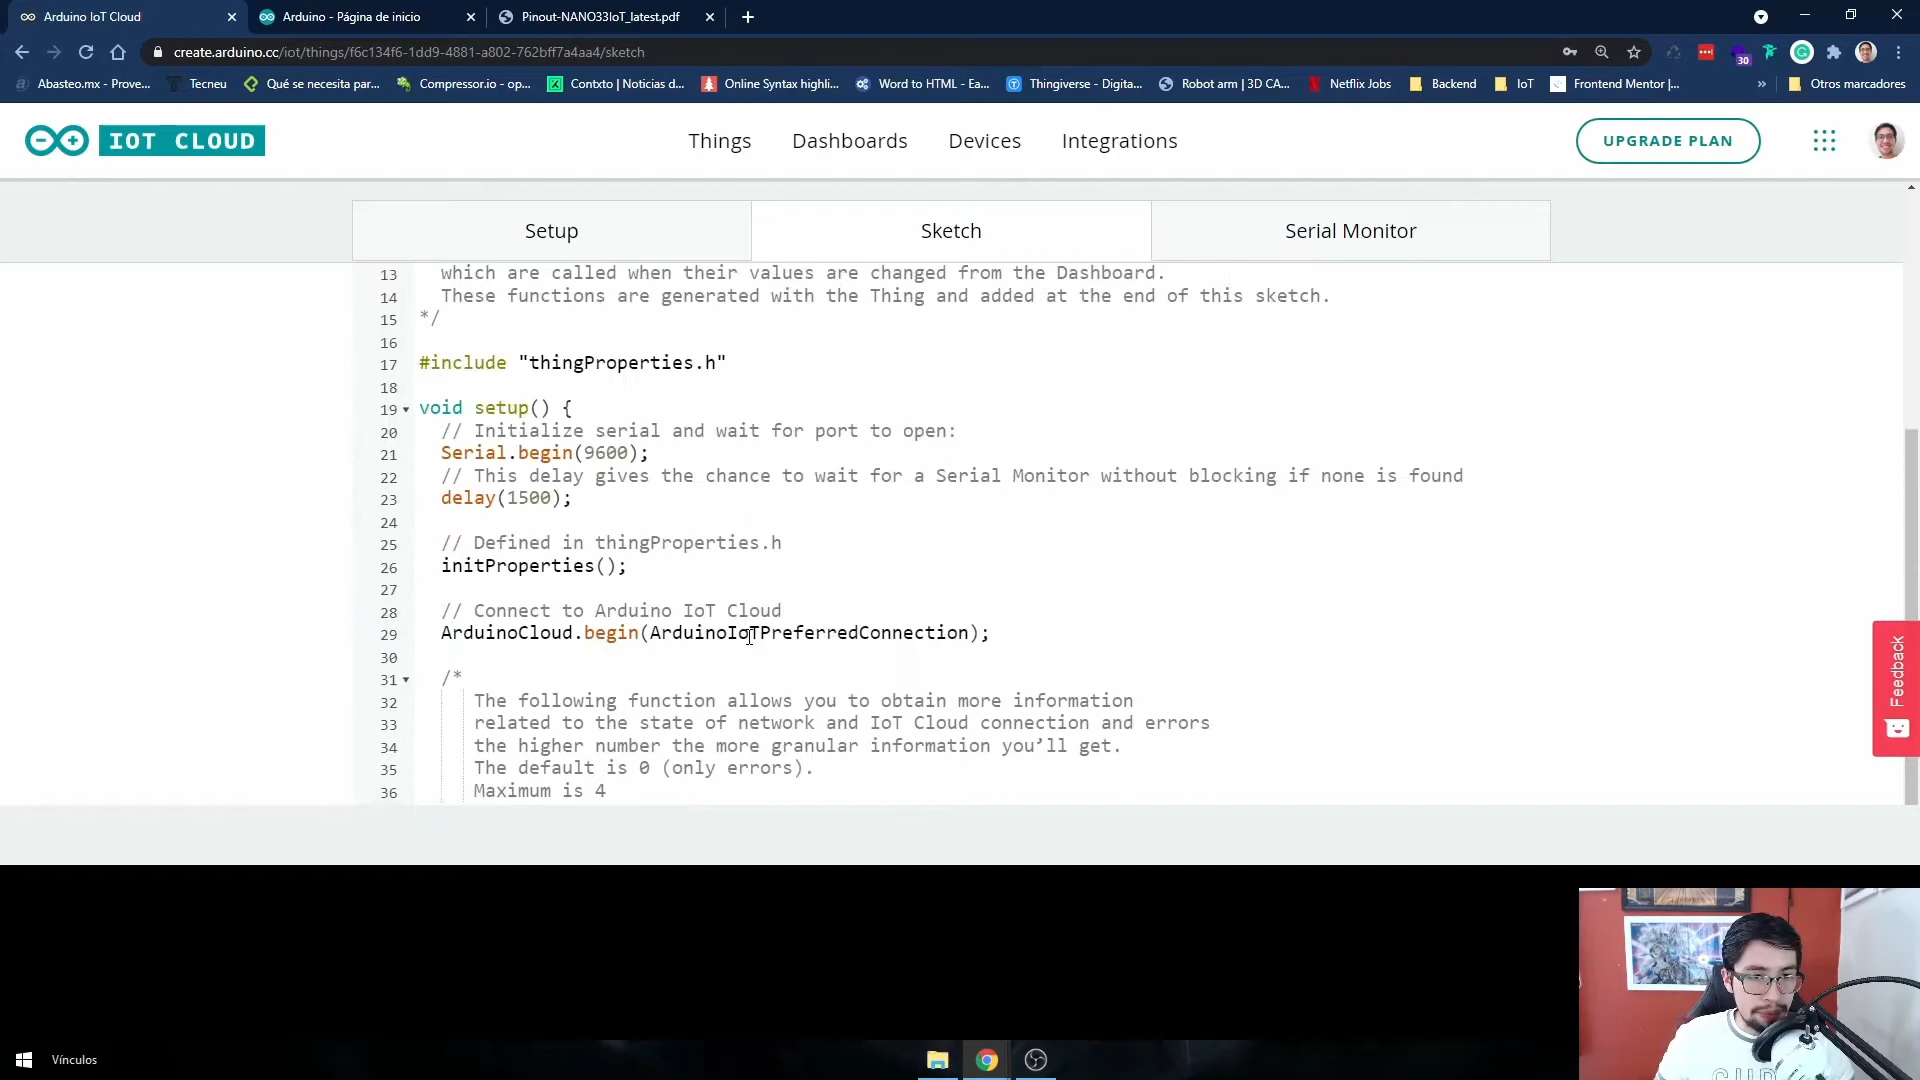 Arduino IoT Cloud
Arduino - Página de inicio
Pinout-NANO33IoT_latest.pdf
create.arduino.cc/iot/things/f6c134f6-1dd9-4881-a802-762bff7a4aa4/sketch
30
Abasteo.mx - Prove...
Tecneu
Qué se necesita par...
Compressor.io - op...
Contxto | Noticias d...
Online Syntax highli...
Word to HTML - Ea...
Thingiverse - Digita...
Robot arm | 3D CA...
Netflix Jobs
Backend
IoT
Frontend Mentor |...
»
Otros marcadores
IOT CLOUD
Things
Dashboards
Devices
Integrations
UPGRADE PLAN
Setup
Sketch
Serial Monitor
13 which are called when their values are changed from the Dashboard.
14 These functions are generated with the Thing and added at the end of this sketch.
15 */
16
17 #include "thingProperties.h"
18
19 void setup() {
20 // Initialize serial and wait for port to open:
21 Serial.begin(9600);
22 // This delay gives the chance to wait for a Serial Monitor without blocking if none is found
23 delay(1500);
24
25 // Defined in thingProperties.h
26 initProperties();
27
28 // Connect to Arduino IoT Cloud
29 ArduinoCloud.begin(ArduinoIoTPreferredConnection);
30
31 /*
32 The following function allows you to obtain more information
33 related to the state of network and IoT Cloud connection and errors
34 the higher number the more granular information you’ll get.
35 The default is 0 (only errors).
36 Maximum is 4
Feedback
Vínculos